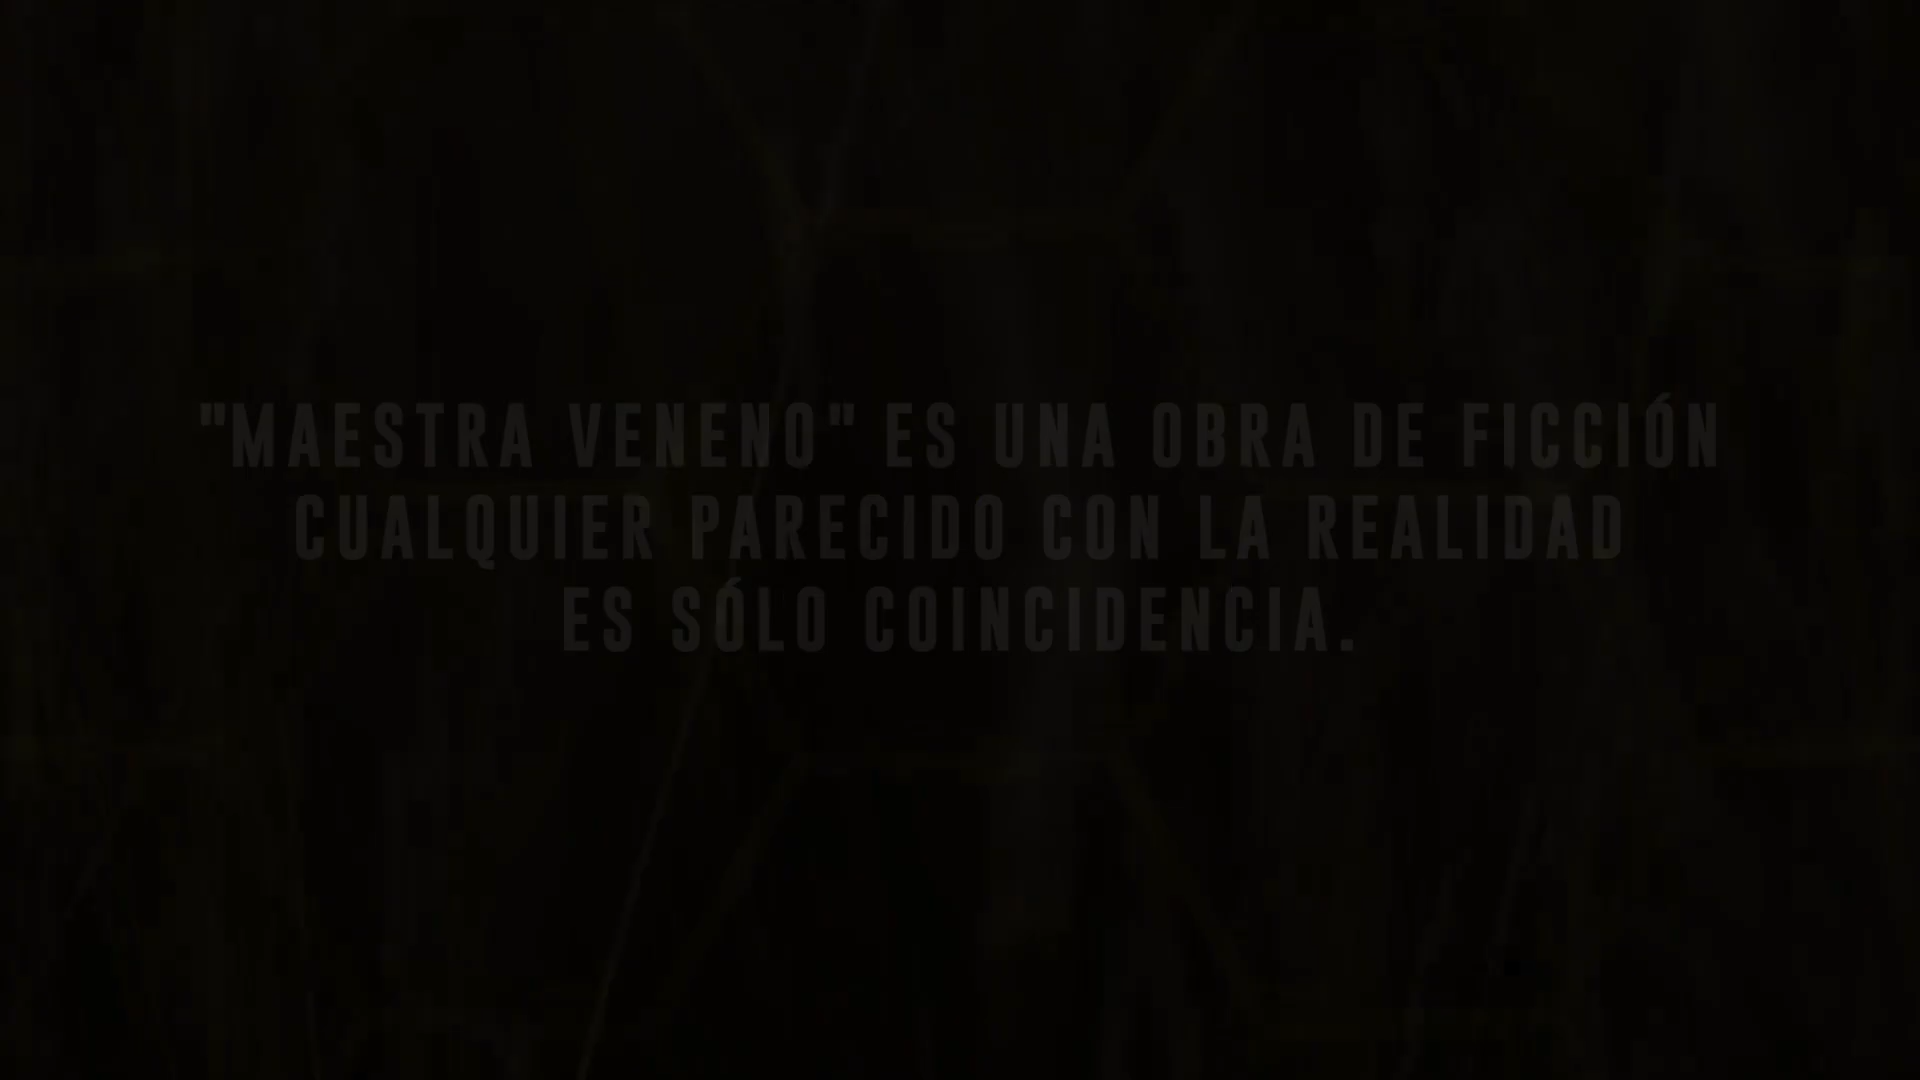 "MAESTRA VENENO" ES UNA OBRA DE FICCIÓN
CUALQUIER PARECIDO CON LA REALIDAD
ES SÓLO COINCIDENCIA.